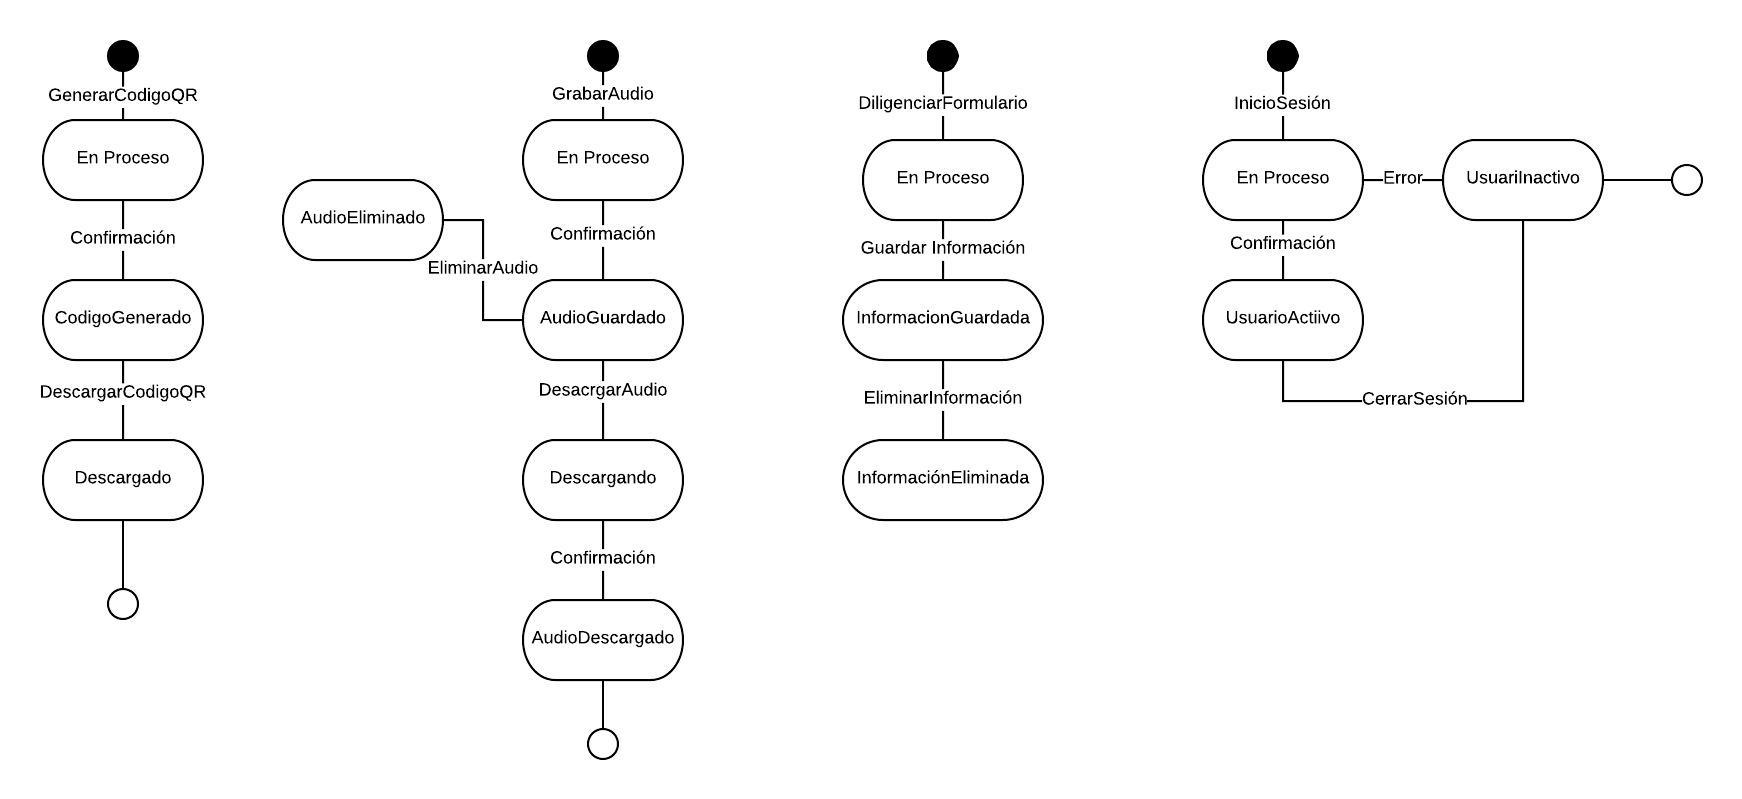 GenerarCodigoQR
En Proceso
Confirmación
CodigoGenerado
DescargarCodigoQR
Descargado
GrabarAudio
En Proceso
Confirmación
AudioEliminado
EliminarAudio
AudioGuardado
DesacrgarAudio
Descargando
Confirmación
AudioDescargado
DiligenciarFormulario
En Proceso
Guardar Información
InformacionGuardada
EliminarInformación
InformaciónEliminada
InicioSesión
En Proceso
Error
UsuariInactivo
Confirmación
UsuarioActiivo
CerrarSesión